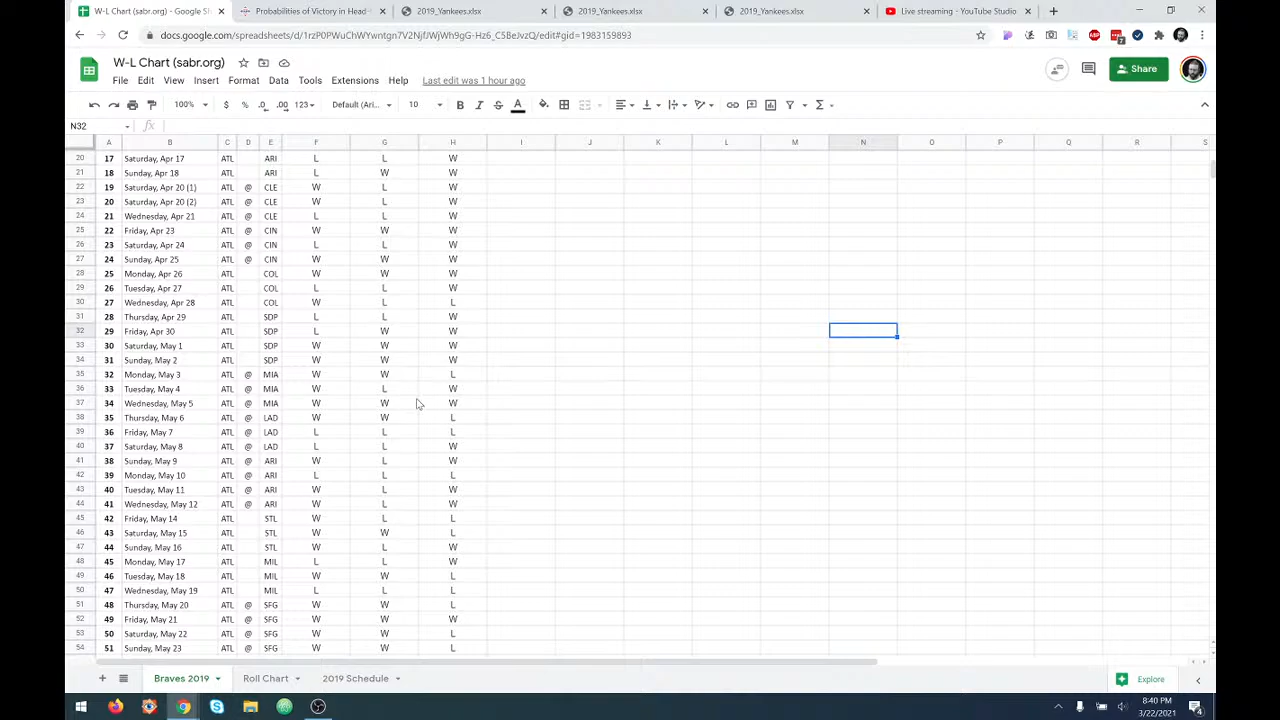 W-L Chart (sabr.org) - Google Sh
Probabilities of Victory in Head-
2019_Yankees.xlsx
2019_Yankees.xlsx
2019_Yankees
Live streaming - YouTube Studio
docs.google.com/spreadsheets/d/1rzP0PWuChWYwntgn7V2NjfJWjWh9gG-Hz6_C5BeJvzQ/edit#gid=1983159893
W-L Chart (sabr.org)
File Edit View Insert Format Data Tools Extensions Help Last edit was 1 hour ago
Share
100% $ % .0 .00 123 Default (Ari... 10 B I S A
N32 fx
A B C D E F G H I J K L M N O P Q R S
20 17 Saturday, Apr 17 ATL ARI L L W
21 18 Sunday, Apr 18 ATL ARI L W W
22 19 Saturday, Apr 20 (1) ATL @ CLE W L W
23 20 Saturday, Apr 20 (2) ATL @ CLE W W W
24 21 Wednesday, Apr 21 ATL @ CLE L L W
25 22 Friday, Apr 23 ATL @ CIN W W W
26 23 Saturday, Apr 24 ATL @ CIN L L W
27 24 Sunday, Apr 25 ATL @ CIN W W W
28 25 Monday, Apr 26 ATL COL W W W
29 26 Tuesday, Apr 27 ATL COL L L W
30 27 Wednesday, Apr 28 ATL COL W L L
31 28 Thursday, Apr 29 ATL SDP L L W
32 29 Friday, Apr 30 ATL SDP L W W
33 30 Saturday, May 1 ATL SDP W W W
34 31 Sunday, May 2 ATL SDP W W W
35 32 Monday, May 3 ATL @ MIA W W L
36 33 Tuesday, May 4 ATL @ MIA W L W
37 34 Wednesday, May 5 ATL @ MIA W W W
38 35 Thursday, May 6 ATL @ LAD W W L
39 36 Friday, May 7 ATL @ LAD L L L
40 37 Saturday, May 8 ATL @ LAD L L W
41 38 Sunday, May 9 ATL @ ARI W L W
42 39 Monday, May 10 ATL @ ARI L L L
43 40 Tuesday, May 11 ATL @ ARI W L W
44 41 Wednesday, May 12 ATL @ ARI W L W
45 42 Friday, May 14 ATL STL W L L
46 43 Saturday, May 15 ATL STL W W L
47 44 Sunday, May 16 ATL STL W L W
48 45 Monday, May 17 ATL MIL L L W
49 46 Tuesday, May 18 ATL MIL W W L
50 47 Wednesday, May 19 ATL MIL L L L
51 48 Thursday, May 20 ATL @ SFG W W L
52 49 Friday, May 21 ATL @ SFG W W W
53 50 Saturday, May 22 ATL @ SFG W W L
54 51 Sunday, May 23 ATL @ SFG W W L
Braves 2019 Roll Chart 2019 Schedule Explore
8:40 PM
3/22/2021